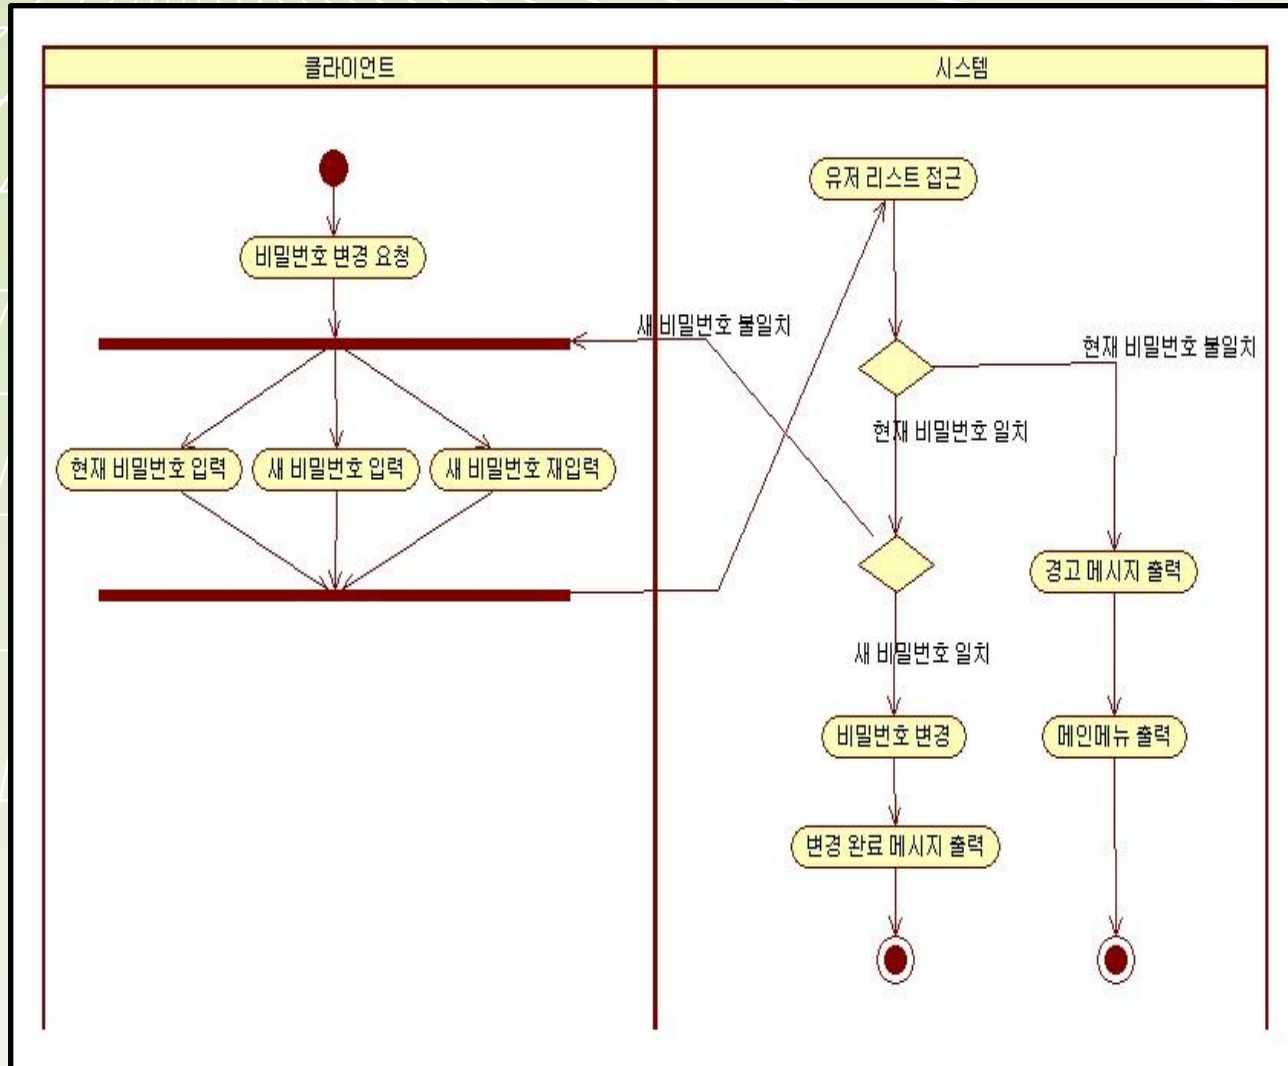 클라이언트
시스템
유저 리스트 접근
비밀번호 변경 요청
새 비밀번호 불일치
현재 비밀번호 불일치
현재 비밀번호 일치
현재 비밀번호 입력
새 비밀번호 입력
새 비밀번호 재입력
경고 메시지 출력
새 비밀번호 일치
비밀번호 변경
메인메뉴 출력
변경 완료 메시지 출력